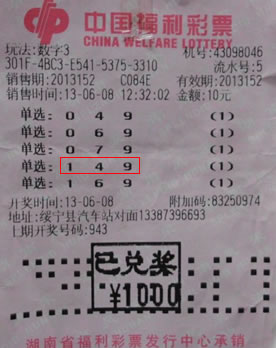 中国福利彩票
CHINA WELFARE LOTTERY
玩法:数字3 机号:43098046
301F-4BC3-E541-5375-3310 流水号:5
销售期:2013152 C084E 有效期:2013152
销售时间:13-06-08 12:32:02 金额:10元
单选: 0 4 9 (1)
单选: 0 6 9 (1)
单选: 0 7 9 (1)
单选: 1 4 9 (1)
单选: 1 6 9 (1)
开奖时间:13-06-08 附加码:83250974
地址:绥宁县汽车站对面13387396693
上期开奖号码:943
已兑奖
¥1000
湖南省福利彩票发行中心承销